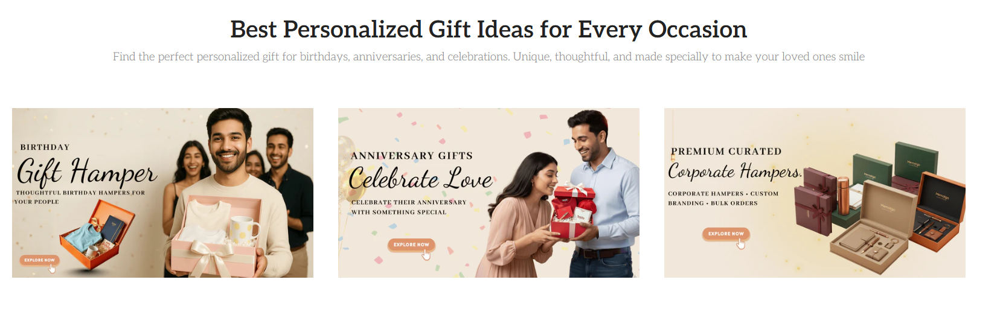 Best Personalized Gift Ideas for Every Occasion
Find the perfect personalized gift for birthdays, anniversaries, and celebrations. Unique, thoughtful, and made specially to make your loved ones smile
BIRTHDAY
Gift Hamper
THOUGHTFUL BIRTHDAY HAMPERS FOR
YOUR PEOPLE
EXPLORE NOW
ANNIVERSARY GIFTS
Celebrate Love
CELEBRATE THEIR ANNIVERSARY
WITH SOMETHING SPECIAL
EXPLORE NOW
PREMIUM CURATED
Corporate Hampers.
CORPORATE HAMPERS • CUSTOM
BRANDING • BULK ORDERS
EXPLORE NOW